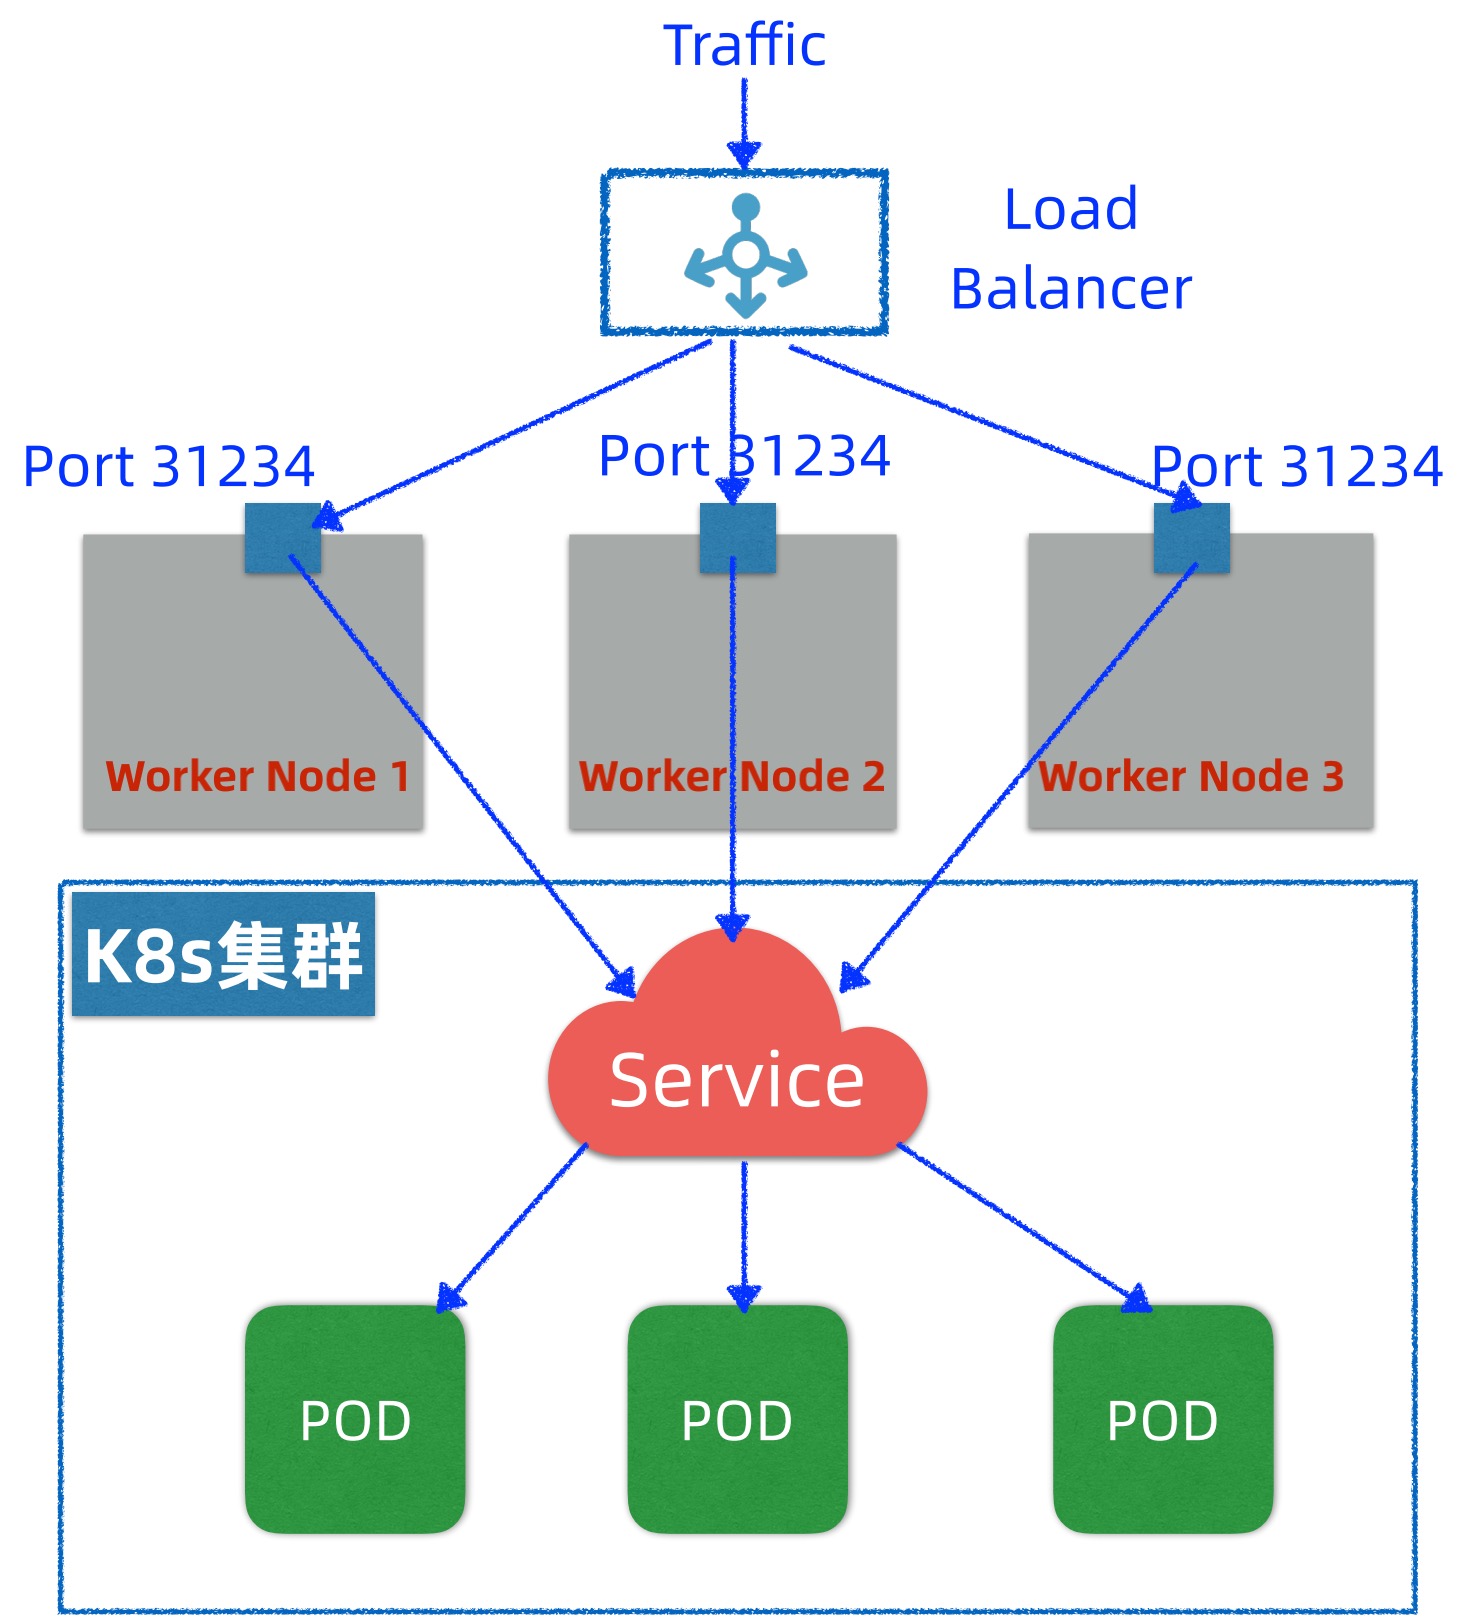 Traffic
Load
Balancer
Port 31234
Port 31234
Port 31234
Worker Node 1
Worker Node 2
Worker Node 3
K8s集群
Service
POD
POD
POD